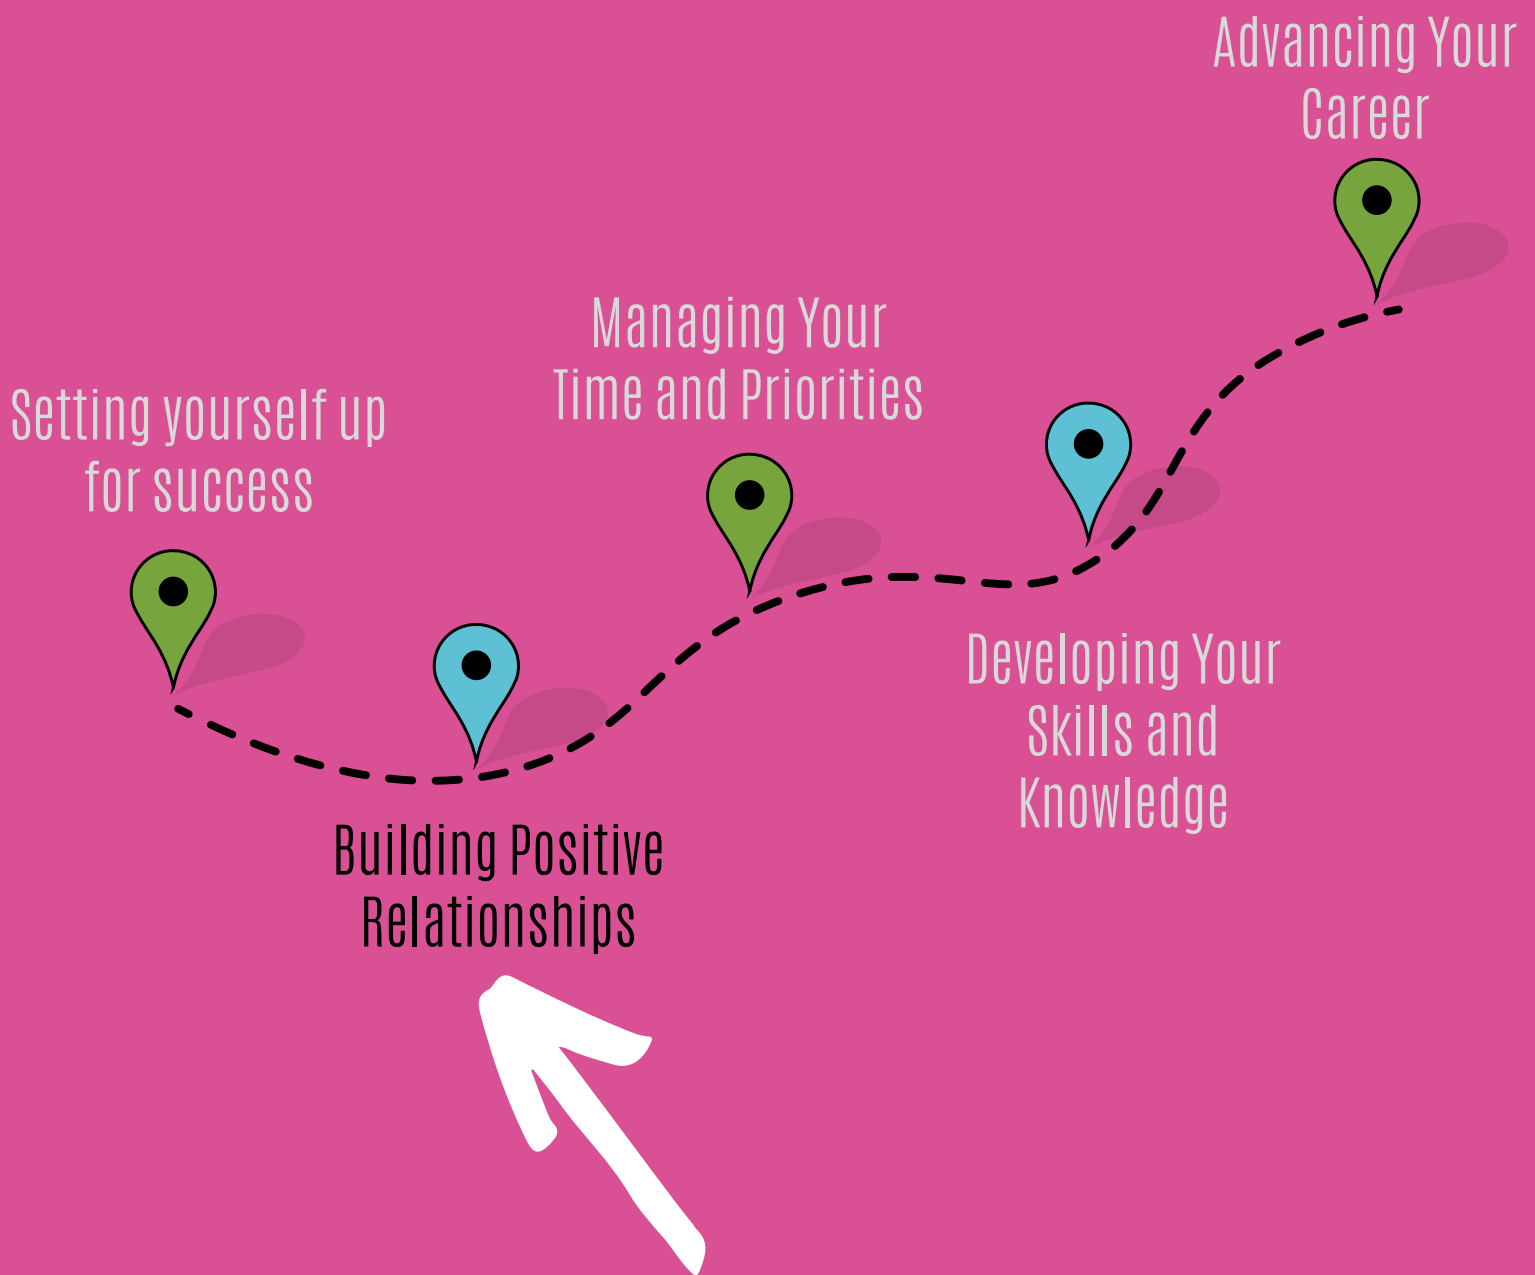 Setting yourself up
for success
Building Positive
Relationships
Managing Your
Time and Priorities
Developing Your
Skills and
Knowledge
Advancing Your
Career